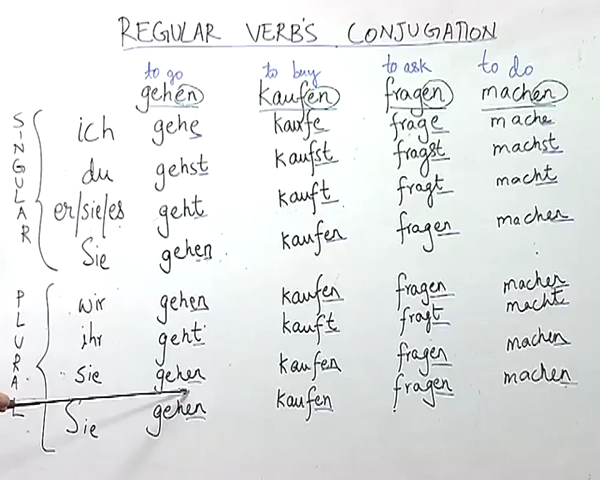 REGULAR VERB'S CONJUGATION
to go to buy to ask to do
gehen kaufen fragen machen
SINGULAR
ich gehe kaufe frage mache
du gehst kaufst fragst machst
er/sie/es geht kauft fragt macht
Sie gehen kaufen fragen machen
PLURAL
wir gehen kaufen fragen machen
ihr geht kauft fragt macht
sie gehen kaufen fragen machen
Sie gehen kaufen fragen machen